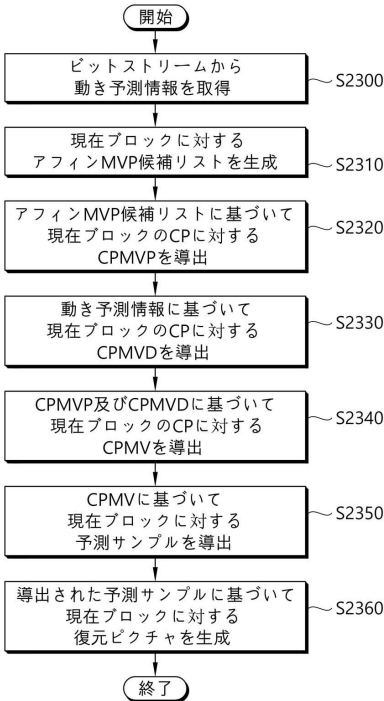 開始
ビットストリームから
動き予測情報を取得
S2300
現在ブロックに対する
アフィンMVP候補リストを生成
S2310
アフィンMVP候補リストに基づいて
現在ブロックのCPに対する
CPMVPを導出
S2320
動き予測情報に基づいて
現在ブロックのCPに対する
CPMVDを導出
S2330
CPMVP及びCPMVDに基づいて
現在ブロックのCPに対する
CPMVを導出
S2340
CPMVに基づいて
現在ブロックに対する
予測サンプルを導出
S2350
導出された予測サンプルに基づいて
現在ブロックに対する
復元ピクチャを生成
S2360
終了